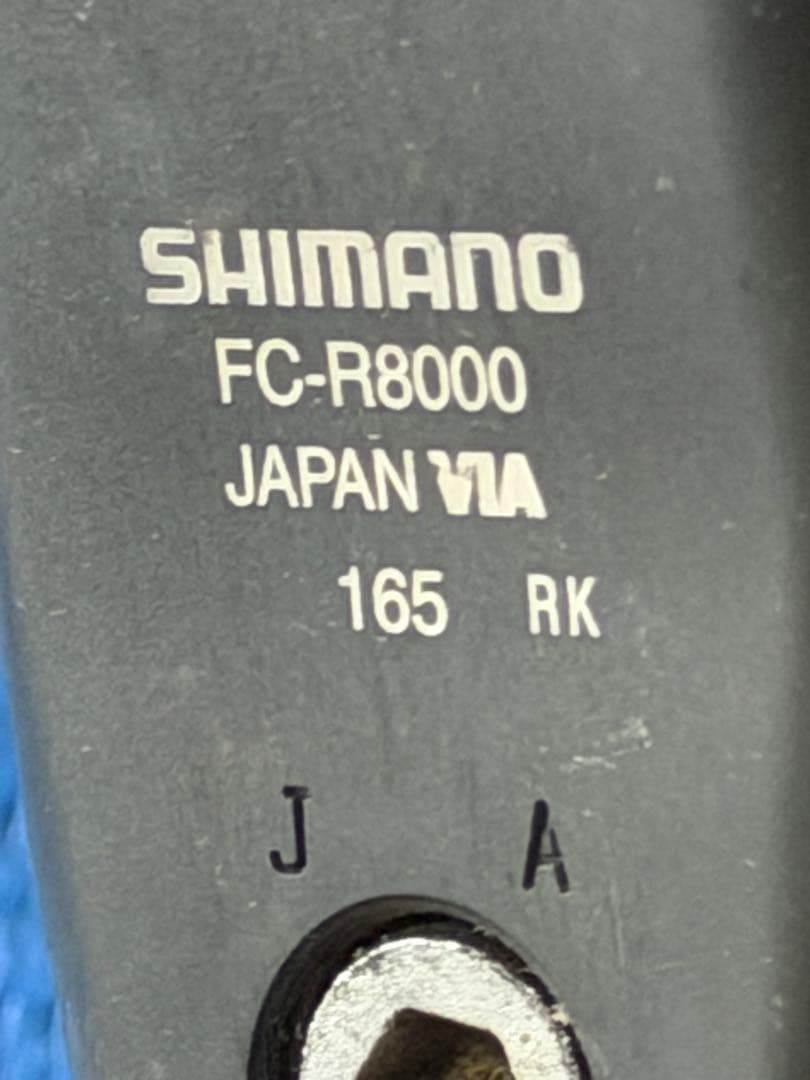 SHIMANO
FC-R8000
JAPAN VIA
165 RK
J A